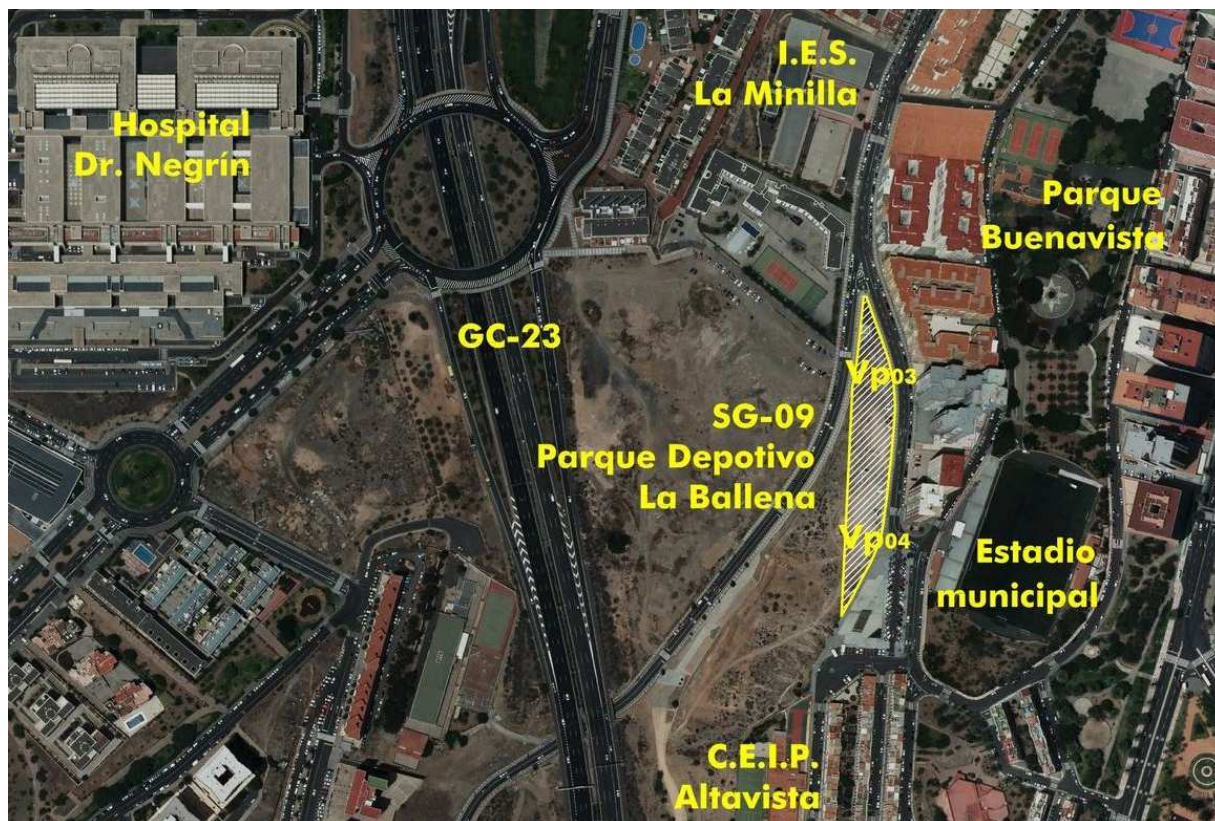 I.E.S.
La Minilla
Hospital
Dr. Negrín
Parque
Buenavista
GC-23
Vp03
SG-09
Parque Depotivo
La Ballena
Vp04
Estadio
municipal
C.E.I.P.
Altavista